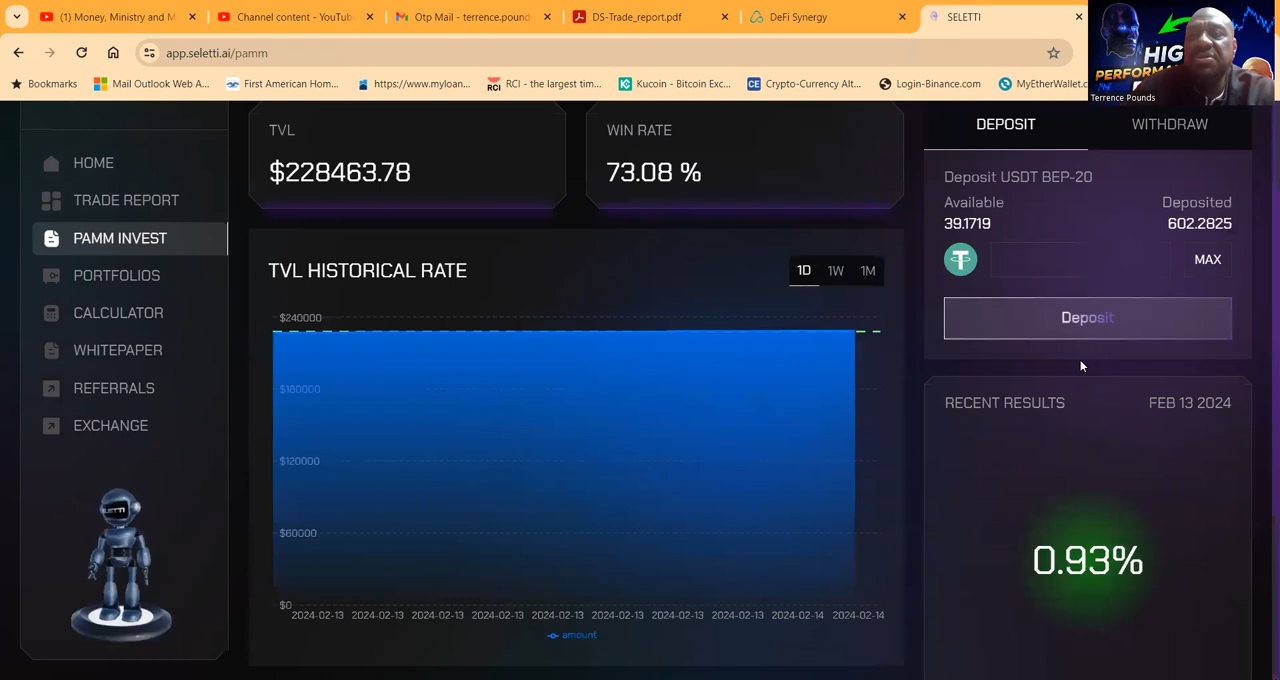 (1) Money, Ministry and M
Channel content - YouTub
Otp Mail - terrence.pound
DS-Trade_report.pdf
DeFi Synergy
SELETTI
app.seletti.ai/pamm
Bookmarks
Mail Outlook Web A...
First American Hom...
https://www.myloan...
RCI - the largest tim...
Kucoin - Bitcoin Exc...
Crypto-Currency Alt...
Login-Binance.com
MyEtherWallet.c
HIG
PERFORMA
Terrence Pounds
HOME
TRADE REPORT
PAMM INVEST
PORTFOLIOS
CALCULATOR
WHITEPAPER
REFERRALS
EXCHANGE
TVL
$228463.78
WIN RATE
73.08 %
TVL HISTORICAL RATE
1D 1W 1M
$240000
$180000
$120000
$60000
$0
2024-02-13 2024-02-13 2024-02-13 2024-02-13 2024-02-13 2024-02-13 2024-02-13 2024-02-13 2024-02-14 2024-02-14
amount
DEPOSIT WITHDRAW
Deposit USDT BEP-20
Available Deposited
39.1719 602.2825
MAX
Deposit
RECENT RESULTS FEB 13 2024
0.93%